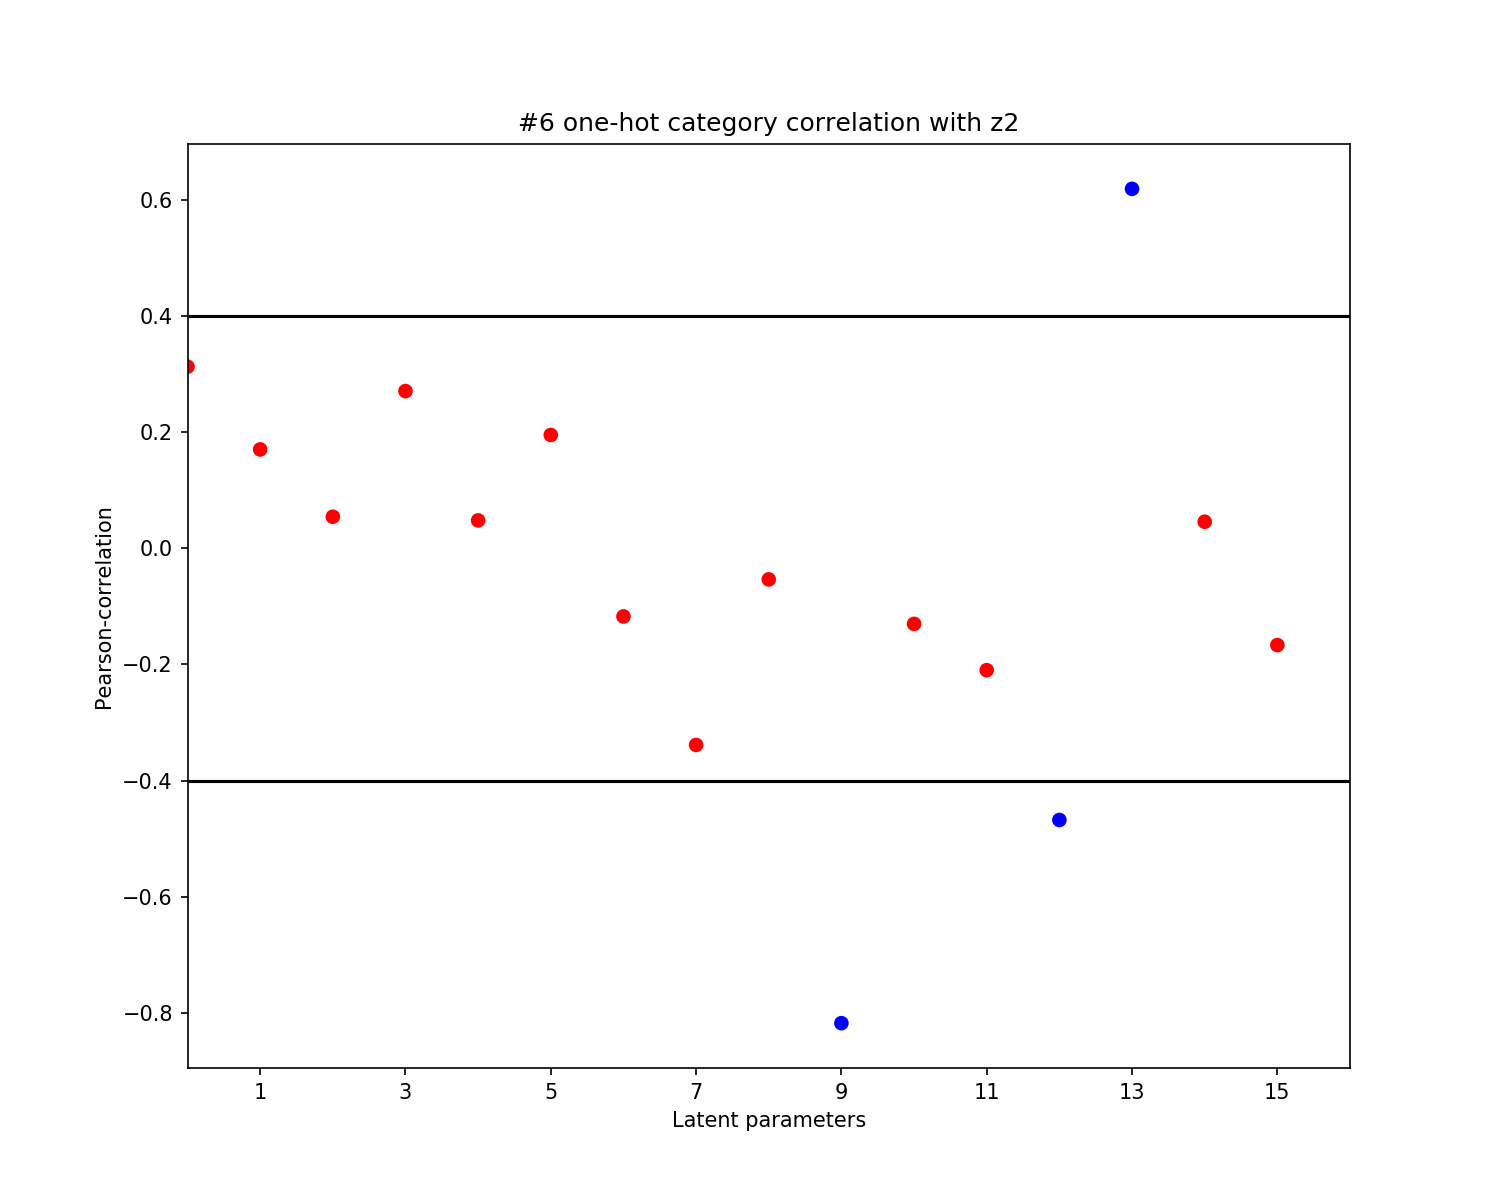 #6 one-hot category correlation with z2
0.6
0.4
0.2
0.0
−0.2
−0.4
−0.6
−0.8
Pearson-correlation
1 3 5 7 9 11 13 15
Latent parameters